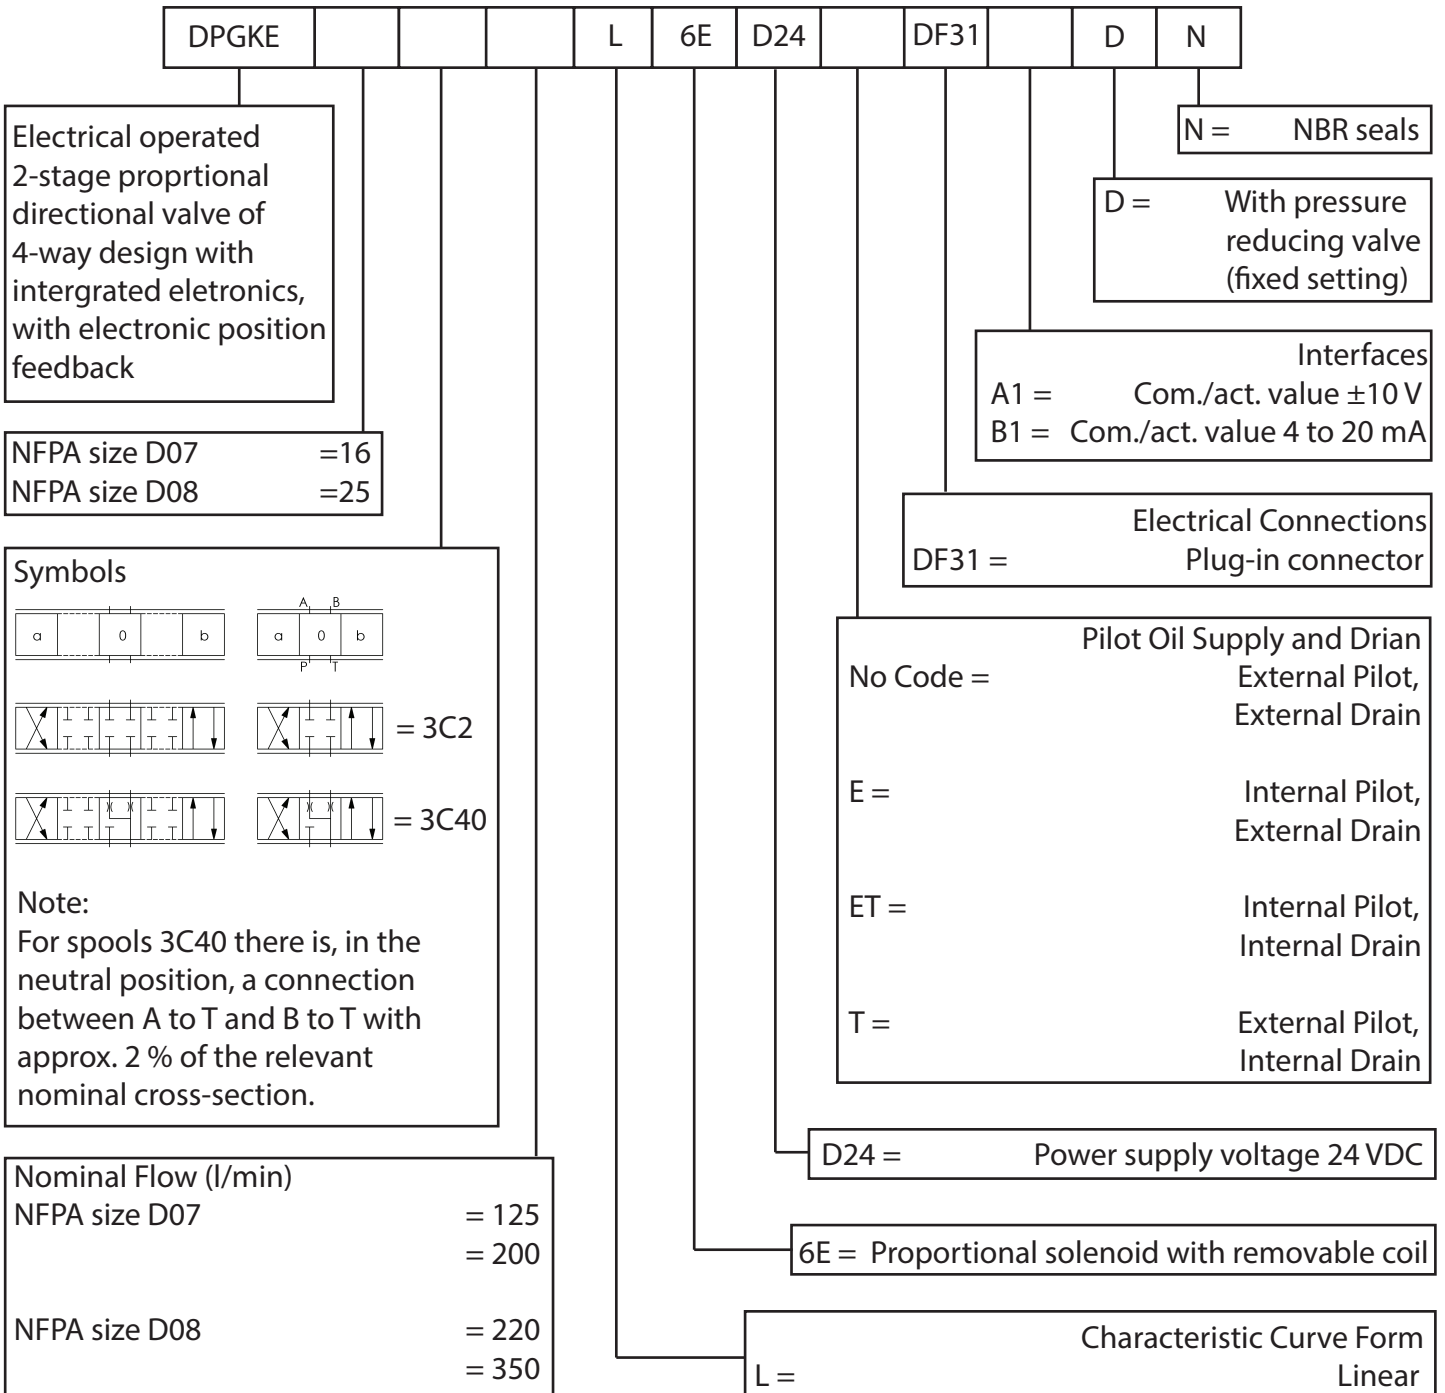 DPGKE L 6E D24 DF31 D N
Electrical operated
2-stage proprtional
directional valve of
4-way design with
intergrated eletronics,
with electronic position
feedback
N = NBR seals
D = With pressure
reducing valve
(fixed setting)
Interfaces
A1 = Com./act. value ±10 V
B1 = Com./act. value 4 to 20 mA
NFPA size D07 =16
NFPA size D08 =25
Electrical Connections
DF31 = Plug-in connector
Symbols
A B
a 0 b a 0 b
P T
= 3C2
= 3C40
Note:
For spools 3C40 there is, in the
neutral position, a connection
between A to T and B to T with
approx. 2 % of the relevant
nominal cross-section.
Pilot Oil Supply and Drian
No Code = External Pilot,
External Drain
E = Internal Pilot,
External Drain
ET = Internal Pilot,
Internal Drain
T = External Pilot,
Internal Drain
D24 = Power supply voltage 24 VDC
Nominal Flow (l/min)
NFPA size D07 = 125
= 200
NFPA size D08 = 220
= 350
6E = Proportional solenoid with removable coil
Characteristic Curve Form
L = Linear